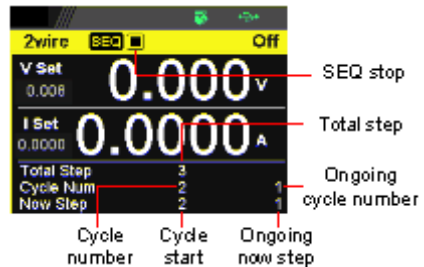 2wire SEQ Off
V Set
0.008 0.000 V
I Set
0.0000 0.0000 A
Total Step 3
Cycle Num 2 1
Now Step 2 1
SEQ stop
Total step
Ongoing
cycle number
Cycle
number
Cycle
start
Ongoing
now step